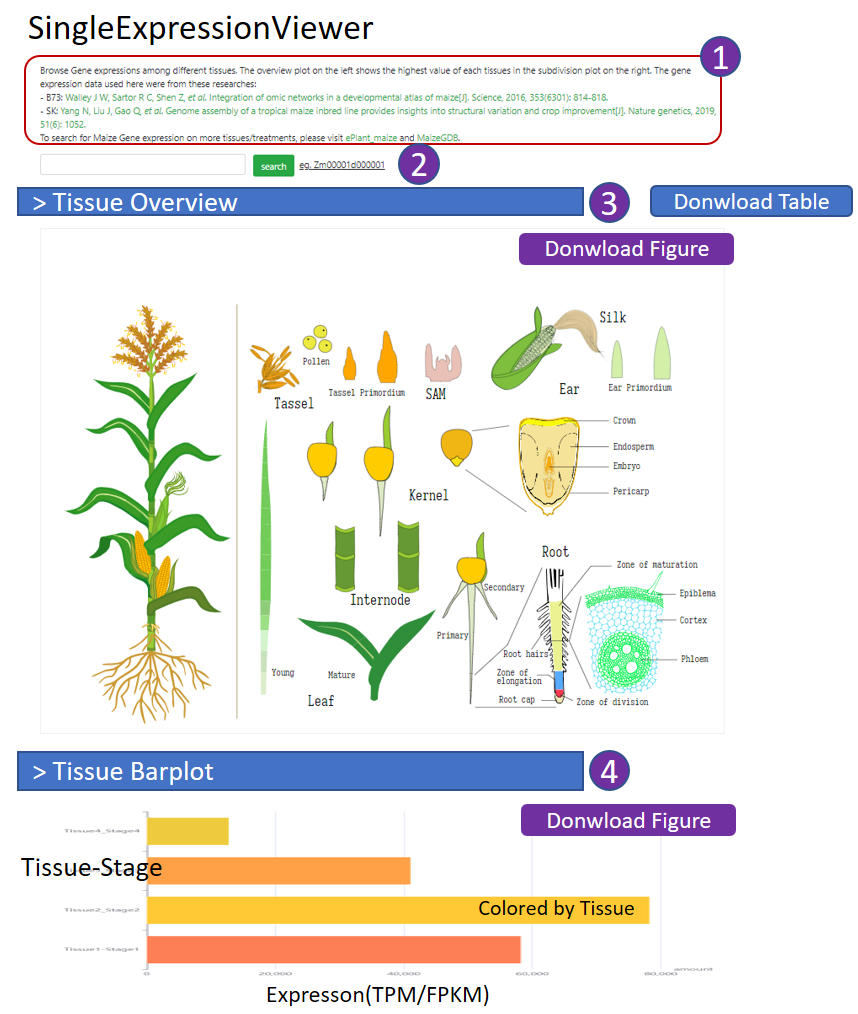 SingleExpressionViewer
1
Browse Gene expressions among different tissues. The overview plot on the left shows the highest value of each tissues in the subdivision plot on the right. The gene
expression data used here were from these researches:
- B73: Walley J W, Sartor R C, Shen Z, et al. Integration of omic networks in a developmental atlas of maize[J]. Science, 2016, 353(6301): 814-818.
- SK: Yang N, Liu J, Gao Q, et al. Genome assembly of a tropical maize inbred line provides insights into structural variation and crop improvement[J]. Nature genetics, 2019,
51(6): 1052.
To search for Maize Gene expression on more tissues/treatments, please visit ePlant_maize and MaizeGDB.
search eg. Zm00001d000001 2
> Tissue Overview 3 Donwload Table
Donwload Figure
Silk
Pollen
Tassel Primordium SAM Ear Ear Primordium
Tassel
Crown
Endosperm
Embryo
Pericarp
Kernel
Root
Zone of maturation
Secondary
Epiblema
Internode
Cortex
Primary
Root hairs
Phloem
Young Mature
Zone of
elongation
Leaf
Root cap
Zone of division
> Tissue Barplot 4
Donwload Figure
Tissue4_Stage4
Tissue-Stage
Tissue2_Stage2
Colored by Tissue
Tissue1-Stage1
amount
0 20,000 40,000 60,000 80,000
Expresson(TPM/FPKM)